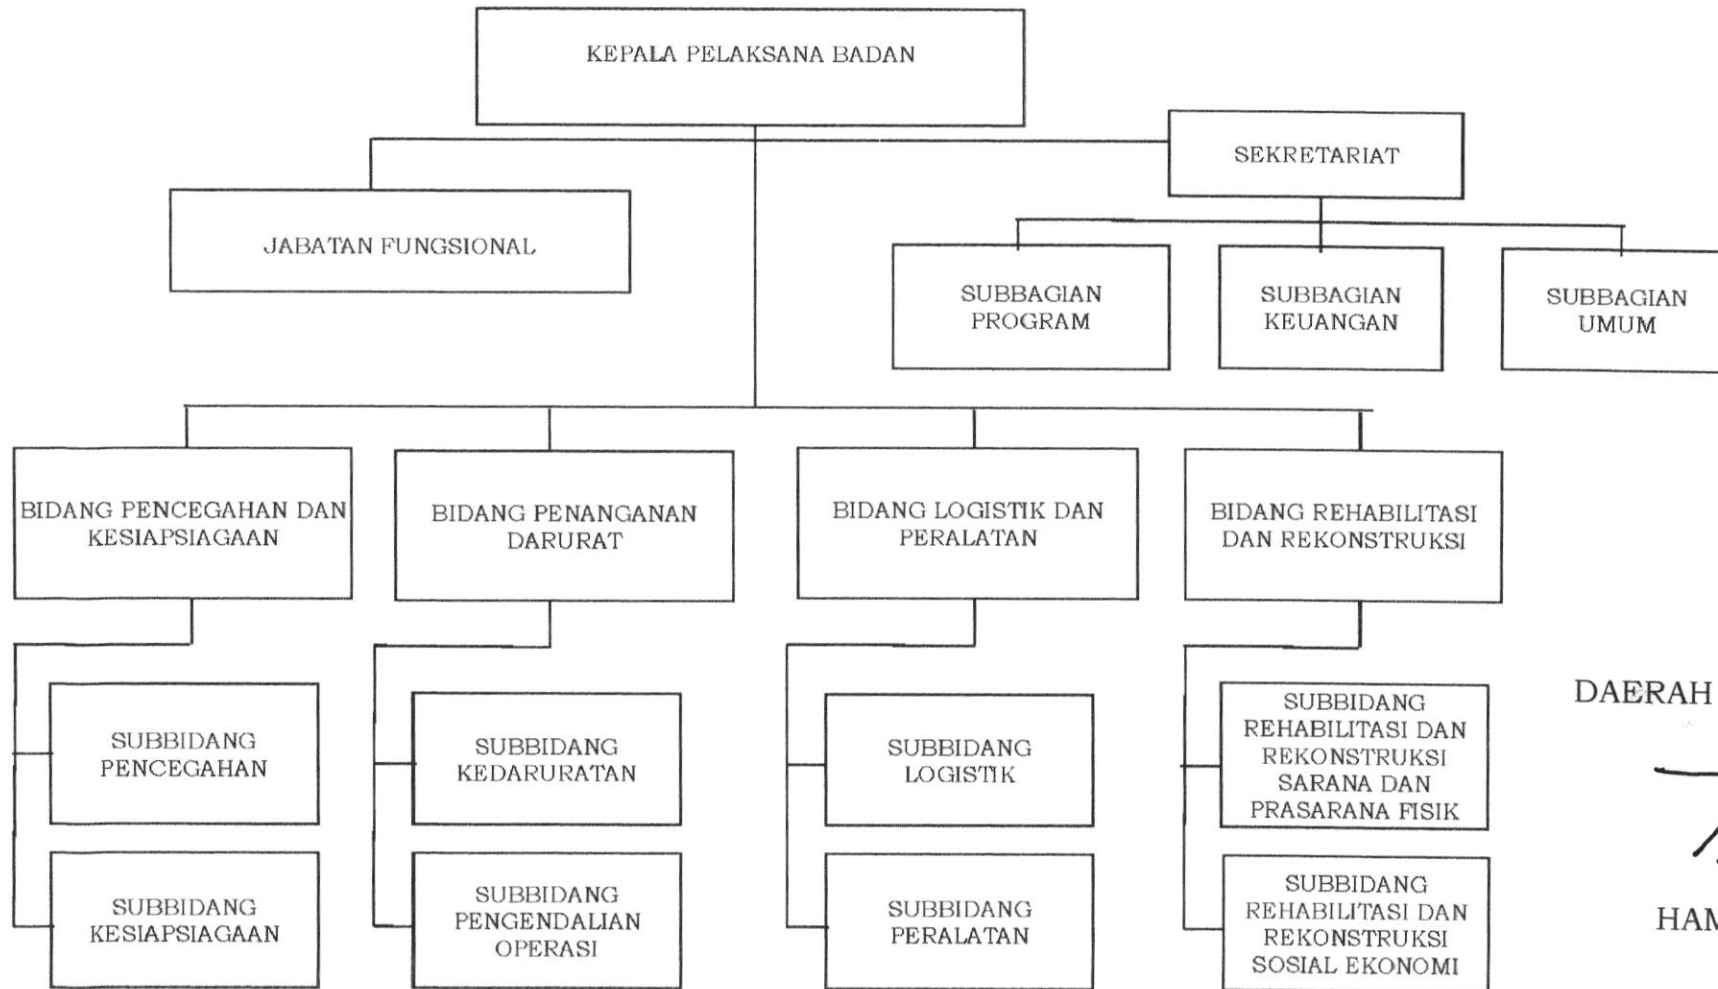 KEPALA PELAKSANA BADAN
SEKRETARIAT
JABATAN FUNGSIONAL
SUBBAGIAN
PROGRAM
SUBBAGIAN
KEUANGAN
SUBBAGIAN
UMUM
BIDANG PENCEGAHAN DAN
KESIAPSIAGAAN
BIDANG PENANGANAN
DARURAT
BIDANG LOGISTIK DAN
PERALATAN
BIDANG REHABILITASI
DAN REKONSTRUKSI
SUBBIDANG
PENCEGAHAN
SUBBIDANG
KEDARURATAN
SUBBIDANG
LOGISTIK
SUBBIDANG
REHABILITASI DAN
REKONSTRUKSI
SARANA DAN
PRASARANA FISIK
DAERAH
SUBBIDANG
KESIAPSIAGAAN
SUBBIDANG
PENGENDALIAN
OPERASI
SUBBIDANG
PERALATAN
SUBBIDANG
REHABILITASI DAN
REKONSTRUKSI
SOSIAL EKONOMI
HAM